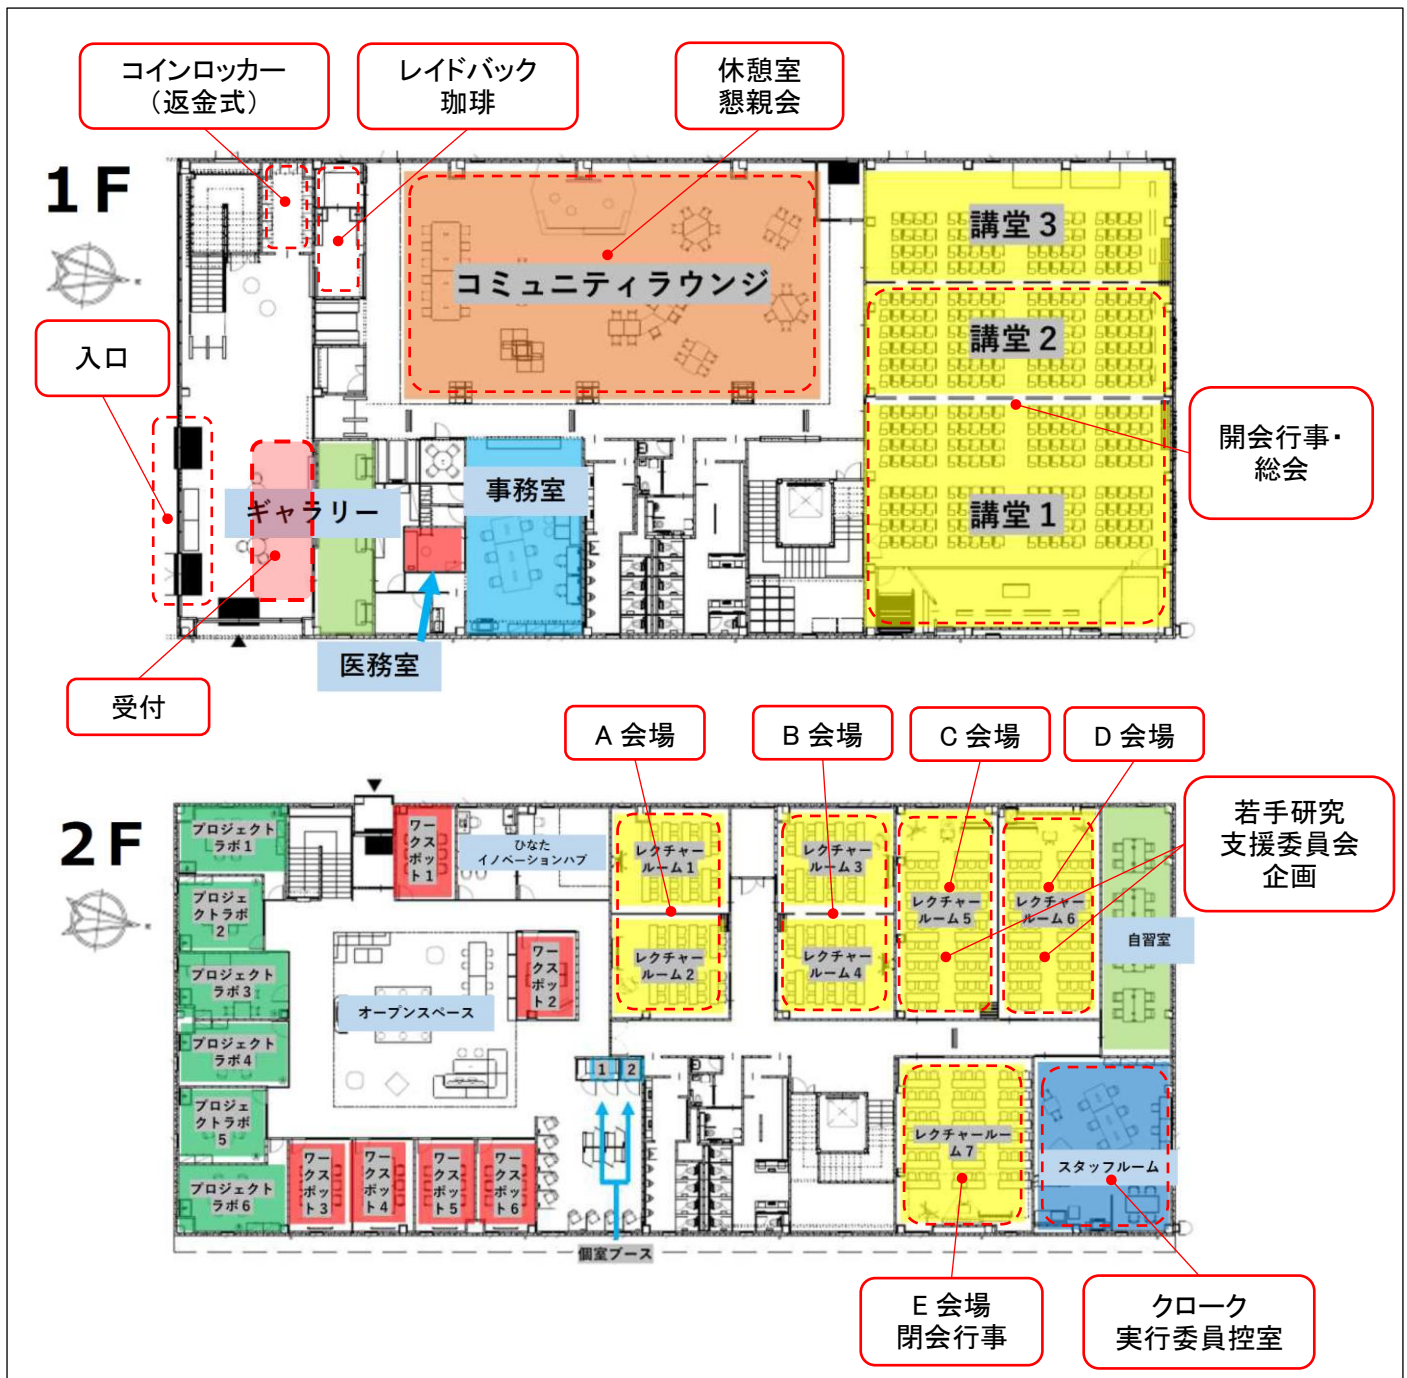 コインロッカー
（返金式）
レイドバック
珈琲
休憩室
懇親会
1F
講堂3
コミュニティラウンジ
講堂2
入口
開会行事・
総会
事務室
ギャラリー
講堂1
医務室
受付
A 会場
B 会場
C 会場
D 会場
若手研究
支援委員会
企画
2F
プロジェクト
ラボ1
ワー
クス
ポッ
ト1
ひなた
イノベーションハブ
レクチャー
ルーム1
レクチャー
ルーム3
プロジ
ェクトラボ
2
レクチャー
ルーム5
レクチャー
ルーム6
自習室
ワー
クス
ポッ
ト2
レクチャー
ルーム2
レクチャー
ルーム4
プロジェクト
ラボ3
オープンスペース
プロジェクト
ラボ4
1
2
プロジェ
クトラボ
5
レクチャールー
ム7
スタッフルーム
プロジェクト
ラボ6
ワー
クス
ポッ
ト3
ワー
クス
ポッ
ト4
ワー
クス
ポッ
ト5
ワー
クス
ポッ
ト6
個室ブース
E 会場
閉会行事
クローク
実行委員控室